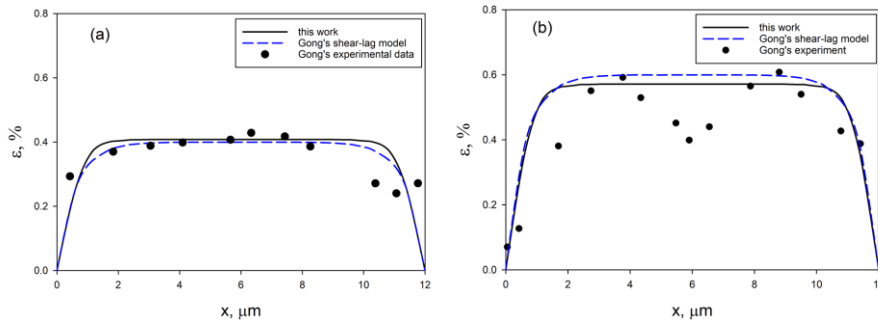 (a)
this work
Gong's shear-lag model
Gong's experimental data
0.8
0.6
0.4
0.2
0.0
ε, %
0 2 4 6 8 10 12
x, μm
(b)
this work
Gong's shear-lag model
Gong's experiment
0.8
0.6
0.4
0.2
0.0
ε, %
0 2 4 6 8 10 12
x, μm